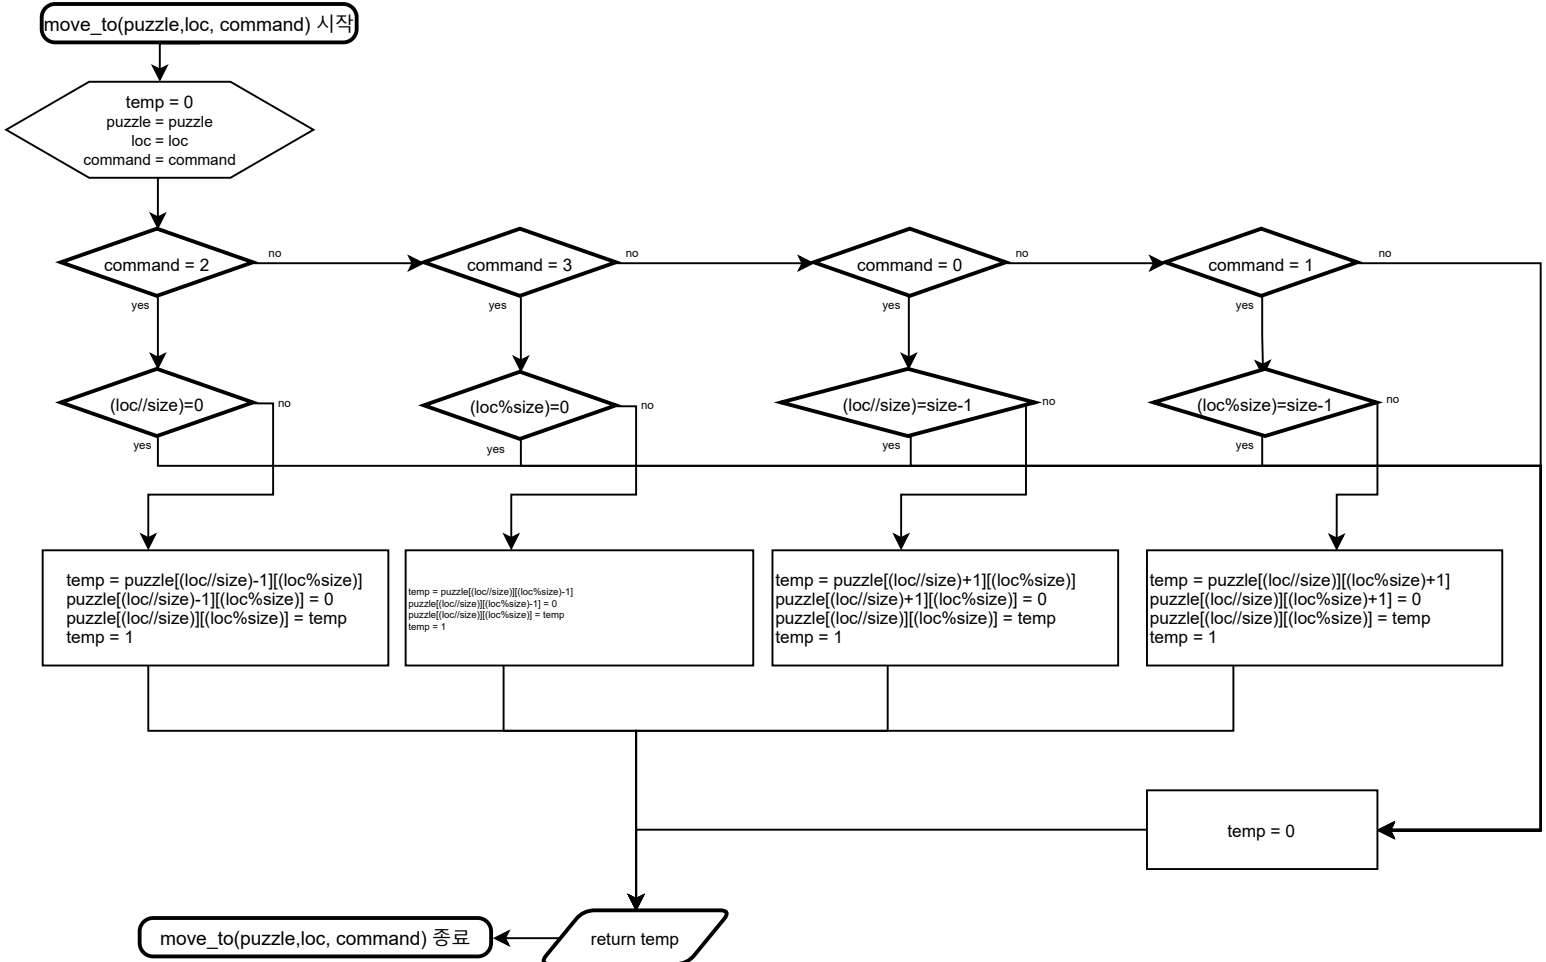 move_to(puzzle,loc, command) 시작
temp = 0
puzzle = puzzle
loc = loc
command = command
command = 2
no
command = 3
no
command = 0
no
command = 1
no
yes
yes
yes
yes
(loc//size)=0
no
(loc%size)=0
no
(loc//size)=size-1
no
(loc%size)=size-1
no
yes
yes
yes
yes
temp = puzzle[(loc//size)-1][(loc%size)]
puzzle[(loc//size)-1][(loc%size)] = 0
puzzle[(loc//size)][(loc%size)] = temp
temp = 1
temp = puzzle[(loc//size)][(loc%size)-1]
puzzle[(loc//size)][(loc%size)-1] = 0
puzzle[(loc//size)][(loc%size)] = temp
temp = 1
temp = puzzle[(loc//size)+1][(loc%size)]
puzzle[(loc//size)+1][(loc%size)] = 0
puzzle[(loc//size)][(loc%size)] = temp
temp = 1
temp = puzzle[(loc//size)][(loc%size)+1]
puzzle[(loc//size)][(loc%size)+1] = 0
puzzle[(loc//size)][(loc%size)] = temp
temp = 1
temp = 0
return temp
move_to(puzzle,loc, command) 종료